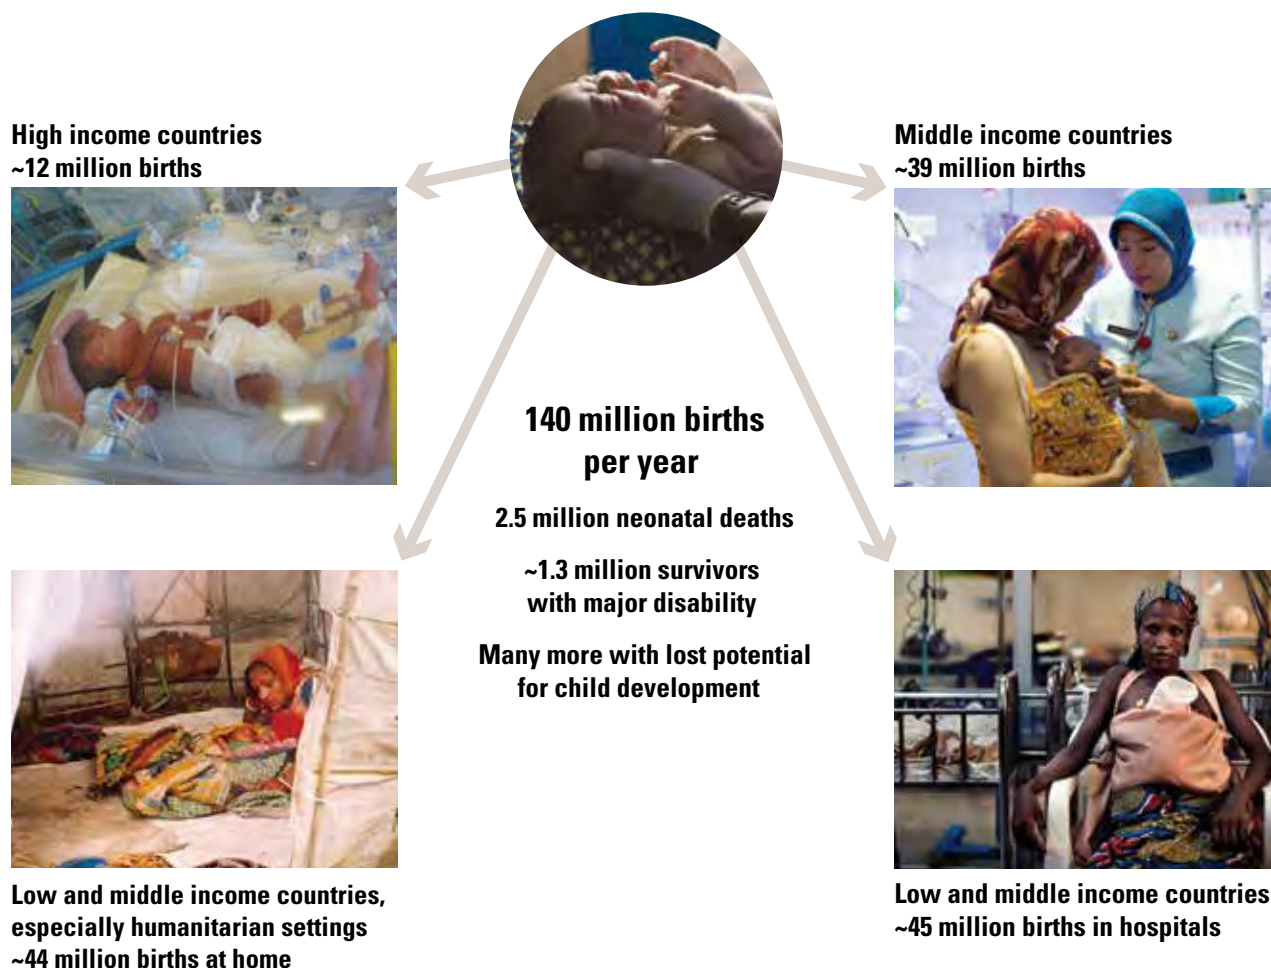 High income countries
~12 million births
Middle income countries
~39 million births
140 million births
per year
2.5 million neonatal deaths
~1.3 million survivors
with major disability
Many more with lost potential
for child development
Low and middle income countries,
especially humanitarian settings
~44 million births at home
Low and middle income countries
~45 million births in hospitals